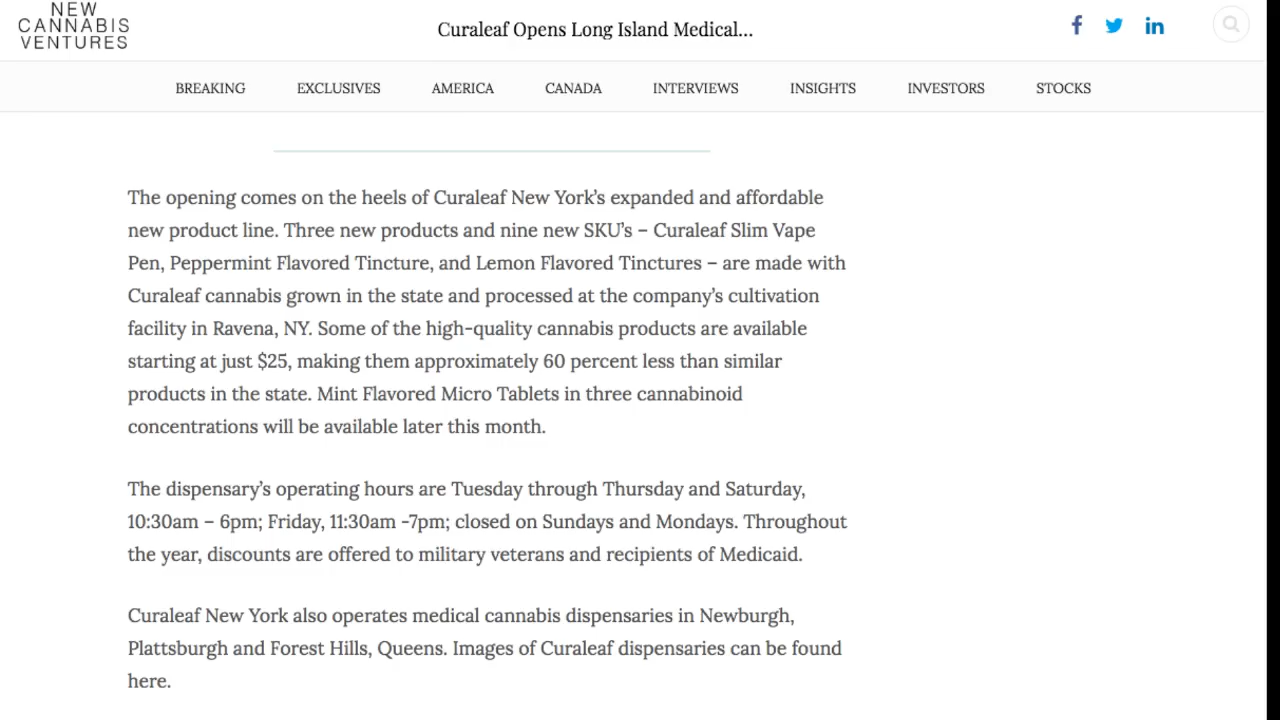 NEW
CANNABIS
VENTURES
Curaleaf Opens Long Island Medical...
BREAKING EXCLUSIVES AMERICA CANADA INTERVIEWS INSIGHTS INVESTORS STOCKS
The opening comes on the heels of Curaleaf New York’s expanded and affordable
new product line. Three new products and nine new SKU’s – Curaleaf Slim Vape
Pen, Peppermint Flavored Tincture, and Lemon Flavored Tinctures – are made with
Curaleaf cannabis grown in the state and processed at the company’s cultivation
facility in Ravena, NY. Some of the high-quality cannabis products are available
starting at just $25, making them approximately 60 percent less than similar
products in the state. Mint Flavored Micro Tablets in three cannabinoid
concentrations will be available later this month.
The dispensary’s operating hours are Tuesday through Thursday and Saturday,
10:30am – 6pm; Friday, 11:30am -7pm; closed on Sundays and Mondays. Throughout
the year, discounts are offered to military veterans and recipients of Medicaid.
Curaleaf New York also operates medical cannabis dispensaries in Newburgh,
Plattsburgh and Forest Hills, Queens. Images of Curaleaf dispensaries can be found
here.